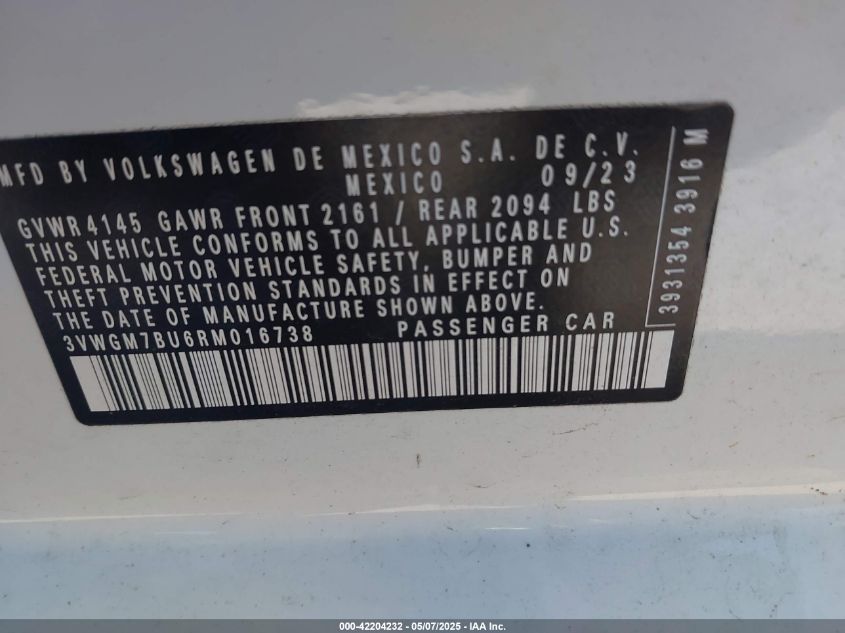 MFD BY VOLKSWAGEN DE MEXICO S.A. DE C.V.
MEXICO 09/23
GVWR 4145 GAWR FRONT 2161 / REAR 2094 LBS
THIS VEHICLE CONFORMS TO ALL APPLICABLE U.S.
FEDERAL MOTOR VEHICLE SAFETY, BUMPER AND
THEFT PREVENTION STANDARDS IN EFFECT ON
THE DATE OF MANUFACTURE SHOWN ABOVE.
3VWGM7BU6RM016738 PASSENGER CAR
3931354 3916 M
000-42204232 - 05/07/2025 - IAA Inc.